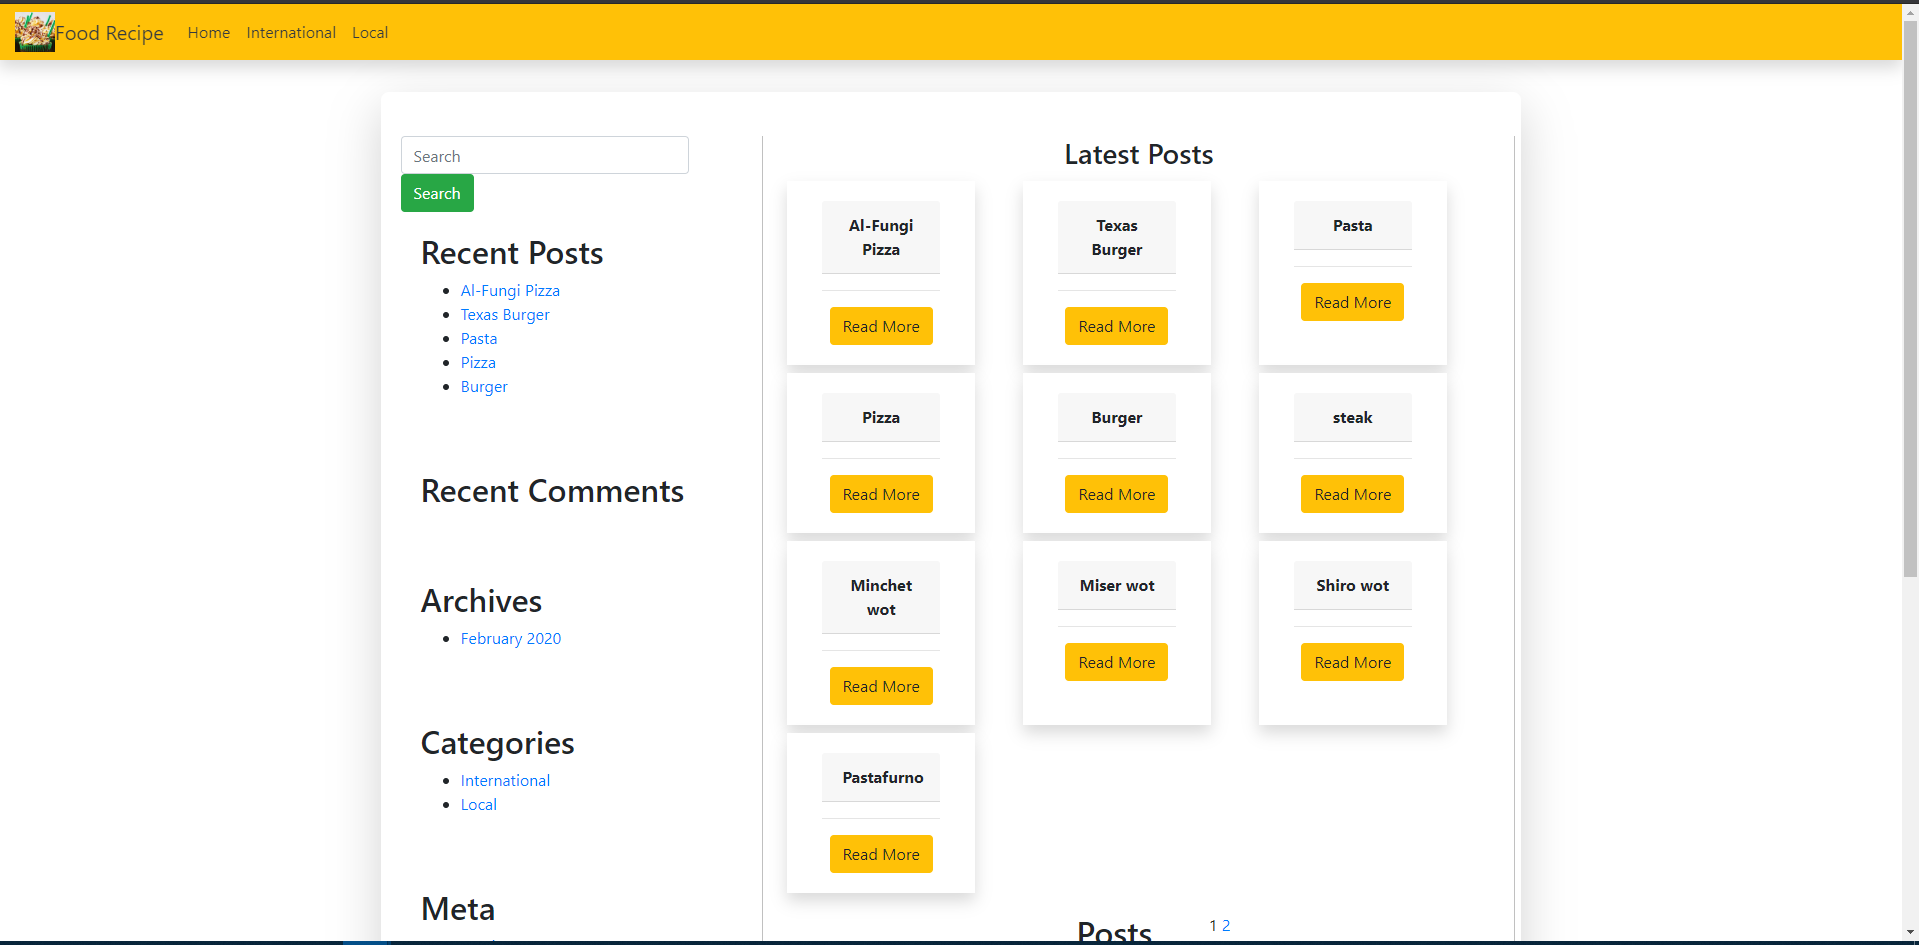 Food Recipe Home International Local
Search
Search
Recent Posts
Al-Fungi Pizza
Texas Burger
Pasta
Pizza
Burger
Recent Comments
Archives
February 2020
Categories
International
Local
Meta
Latest Posts
Al-Fungi
Pizza
Read More
Texas
Burger
Read More
Pasta
Read More
Pizza
Read More
Burger
Read More
steak
Read More
Minchet
wot
Read More
Miser wot
Read More
Shiro wot
Read More
Pastafurno
Read More
Posts
1 2